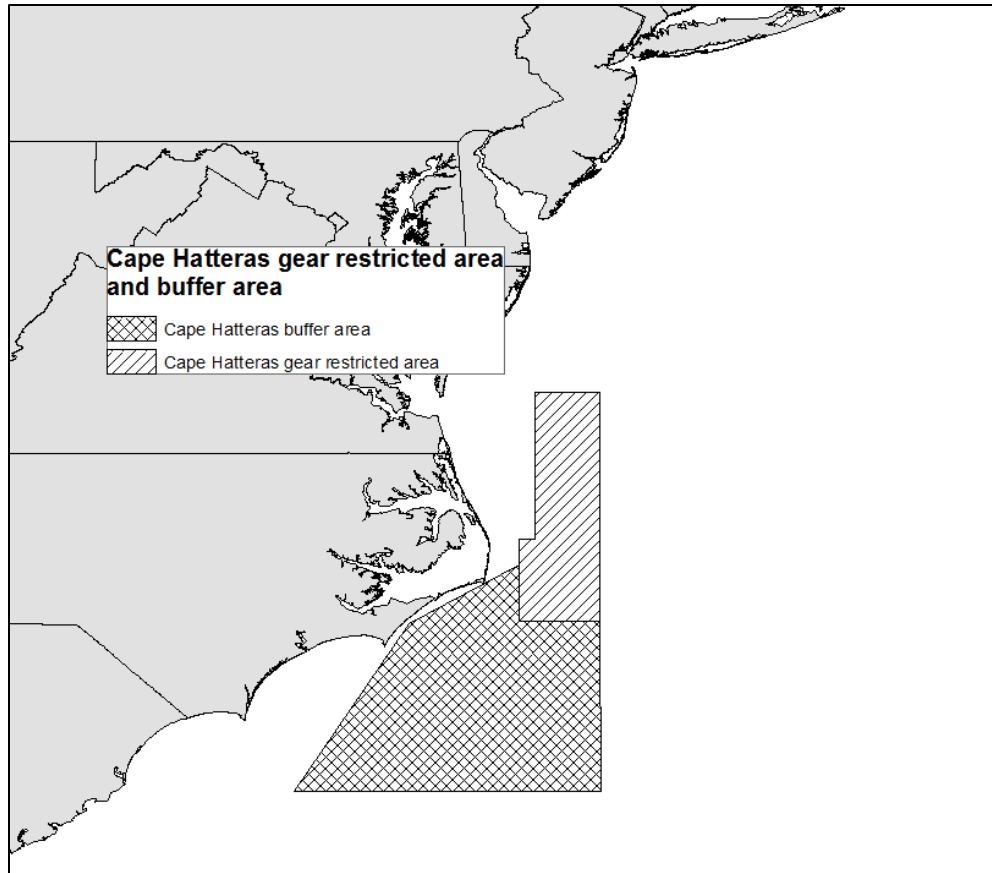 Cape Hatteras gear restricted area
and buffer area
Cape Hatteras buffer area
Cape Hatteras gear restricted area